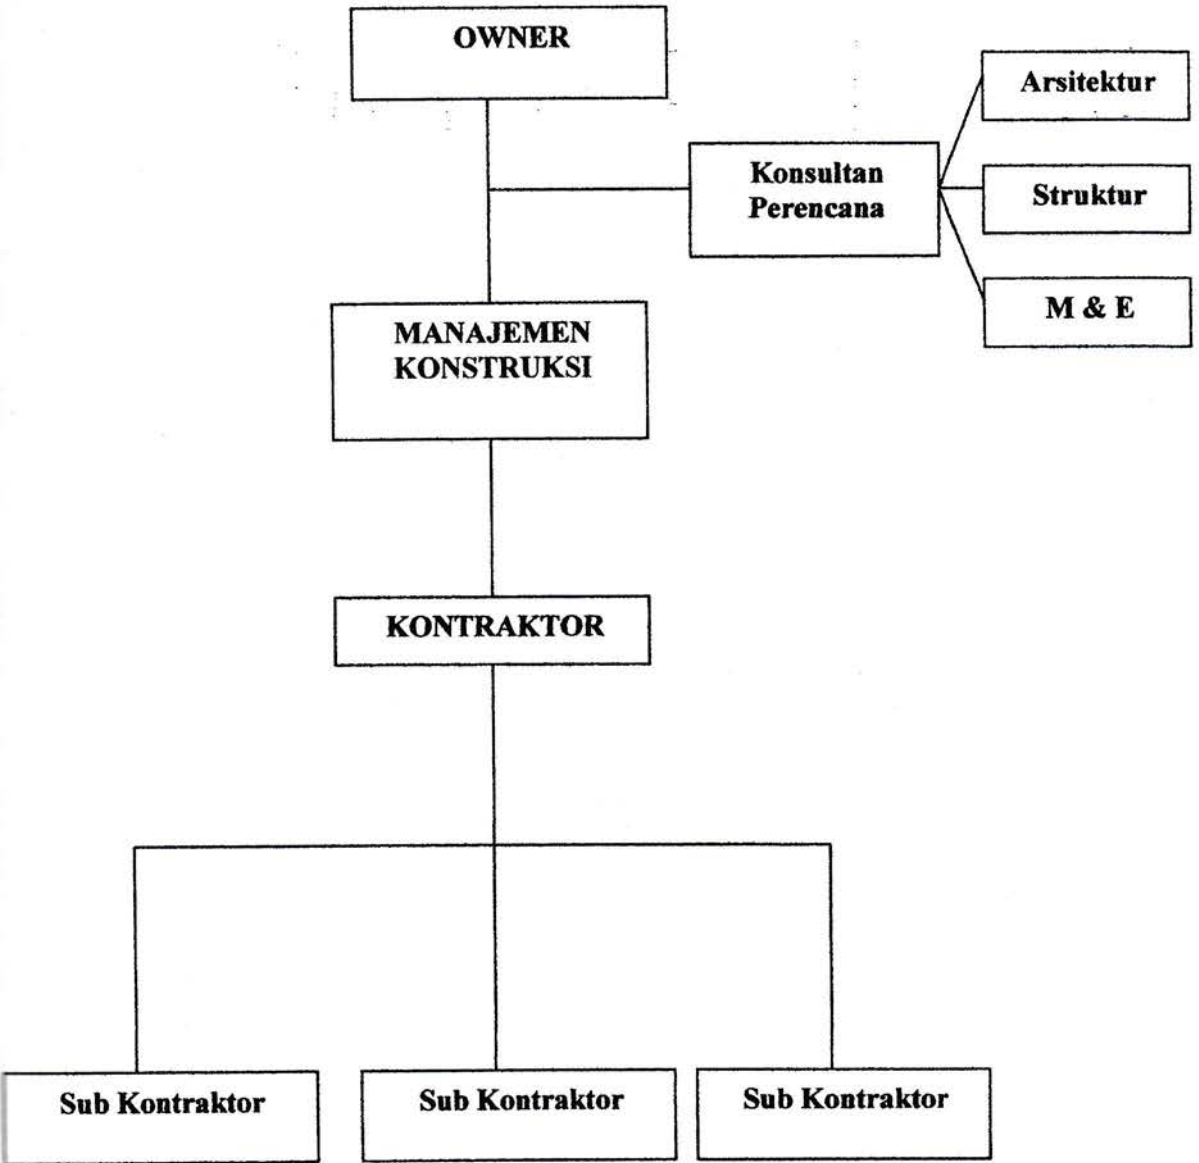 OWNER
Arsitektur
Konsultan
Perencana
Struktur
M & E
MANAJEMEN
KONSTRUKSI
KONTRAKTOR
Sub Kontraktor
Sub Kontraktor
Sub Kontraktor